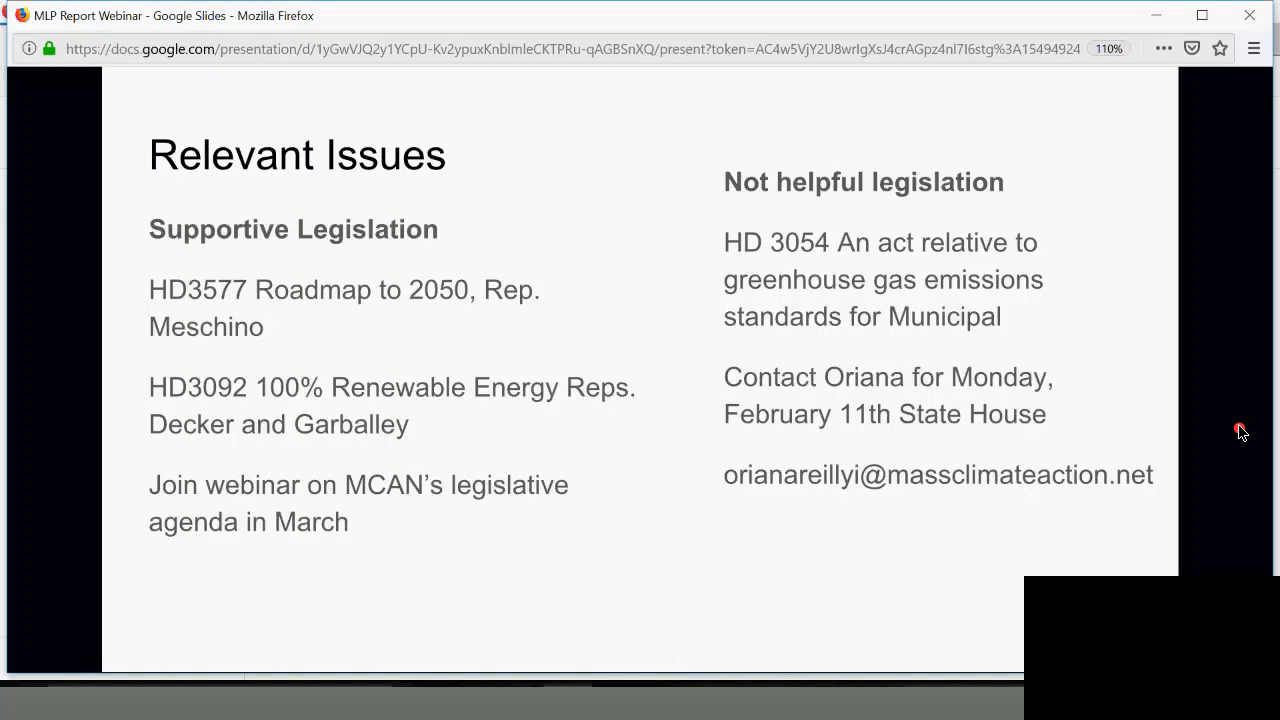 MLP Report Webinar - Google Slides - Mozilla Firefox
https://docs.google.com/presentation/d/1yGwVJQ2y1YCpU-Kv2ypuxKnblmleCKTPRu-qAGBSnXQ/present?token=AC4w5VjY2U8wrIgXsJ4crAGpz4nl7I6stg%3A15494924
110%
Relevant Issues
Supportive Legislation
HD3577 Roadmap to 2050, Rep.
Meschino
HD3092 100% Renewable Energy Reps.
Decker and Garballey
Join webinar on MCAN’s legislative
agenda in March
Not helpful legislation
HD 3054 An act relative to
greenhouse gas emissions
standards for Municipal
Contact Oriana for Monday,
February 11th State House
orianareillyi@massclimateaction.net